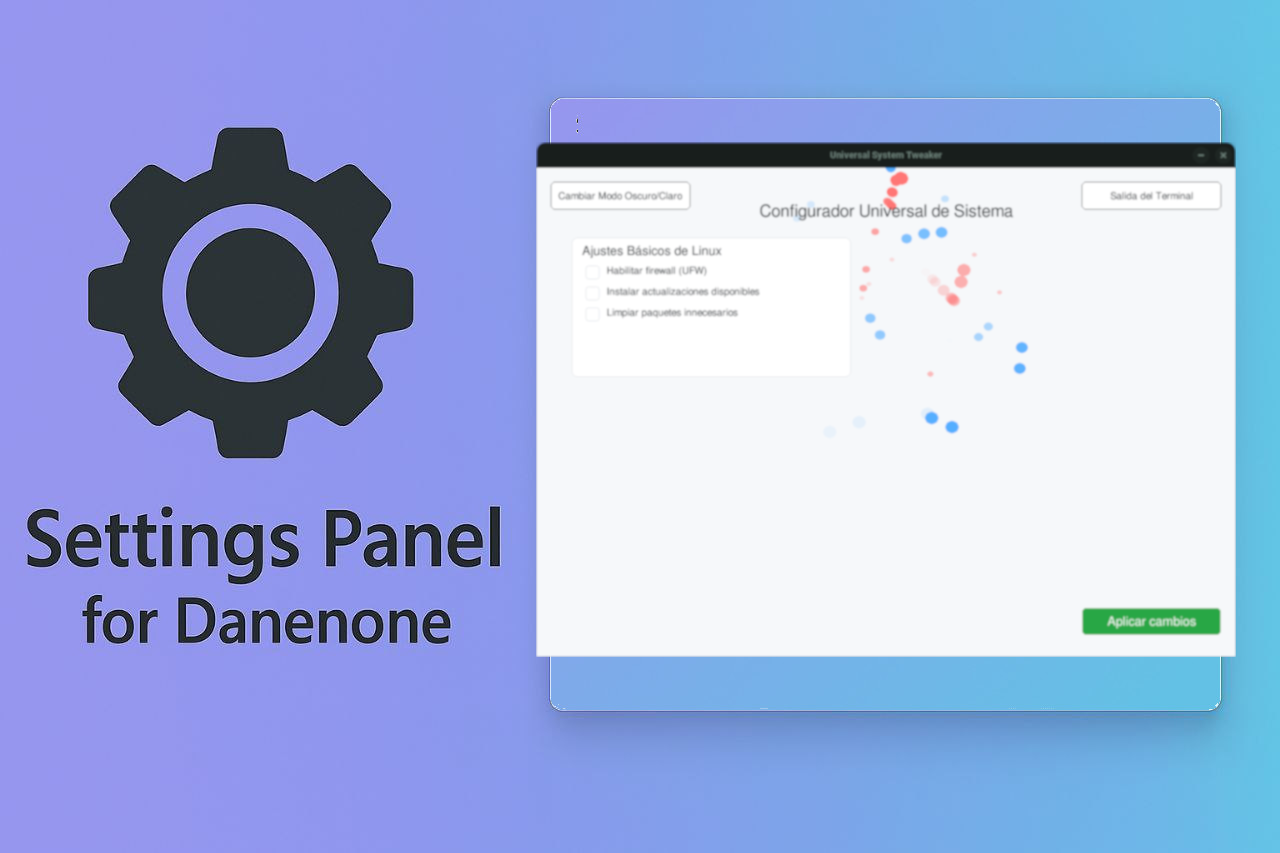 Settings Panel
for Danenone
Universal System Tweaker
Cambiar Modo Oscuro/Claro
Salida del Terminal
Configurador Universal de Sistema
Ajustes Básicos de Linux
Habilitar firewall (UFW)
Instalar actualizaciones disponibles
Limpiar paquetes innecesarios
Aplicar cambios